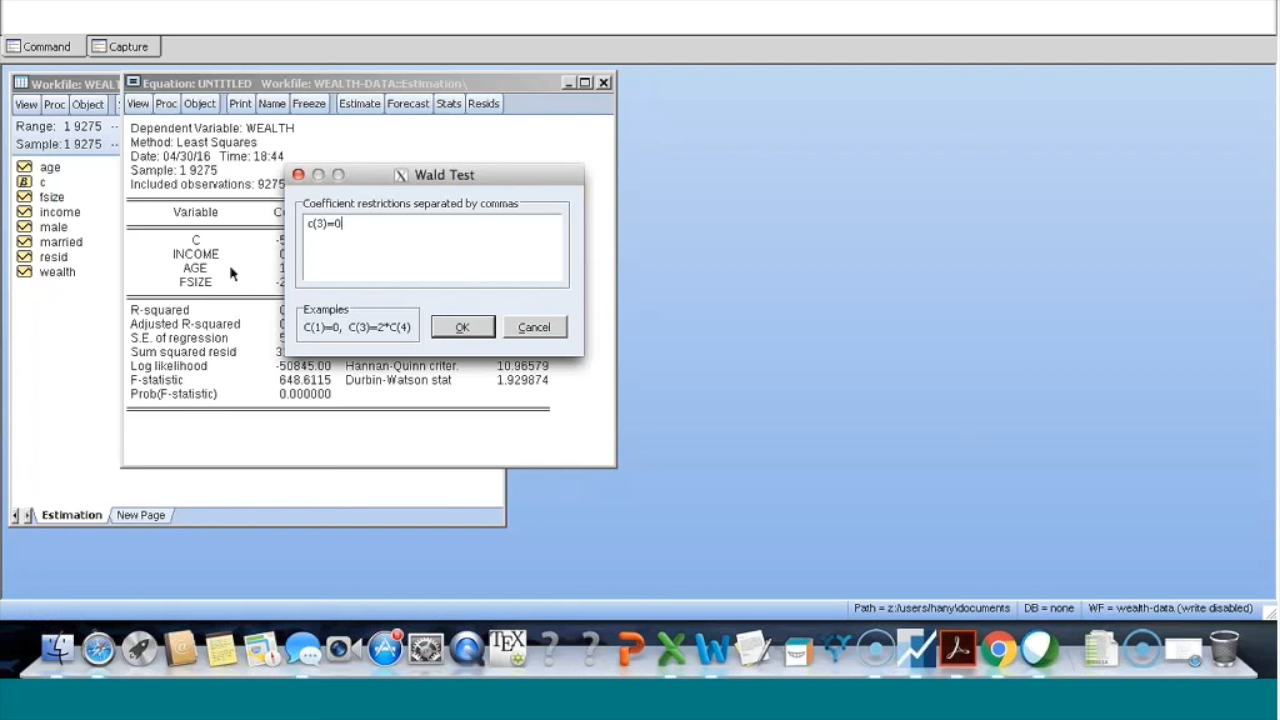 Command
Capture
Workfile: WEAL
Equation: UNTITLED Workfile: WEALTH-DATA::Estimation\
View Proc Object
View Proc Object Print Name Freeze Estimate Forecast Stats Resids
Range: 1 9275 --
Sample: 1 9275 --
age
c
fsize
income
male
married
resid
wealth
Dependent Variable: WEALTH
Method: Least Squares
Date: 04/30/16 Time: 18:44
Sample: 1 9275
Included observations: 9275
Variable
C
INCOME
AGE
FSIZE
R-squared
Adjusted R-squared
S.E. of regression
Sum squared resid
Log likelihood -50845.00 Hannan-Quinn criter. 10.96579
F-statistic 648.6115 Durbin-Watson stat 1.929874
Prob(F-statistic) 0.000000
Wald Test
Coefficient restrictions separated by commas
c(3)=0
Examples
C(1)=0, C(3)=2*C(4)
OK
Cancel
Estimation New Page
Path = z:/users/hany\documents DB = none WF = wealth-data (write disabled)
TEX